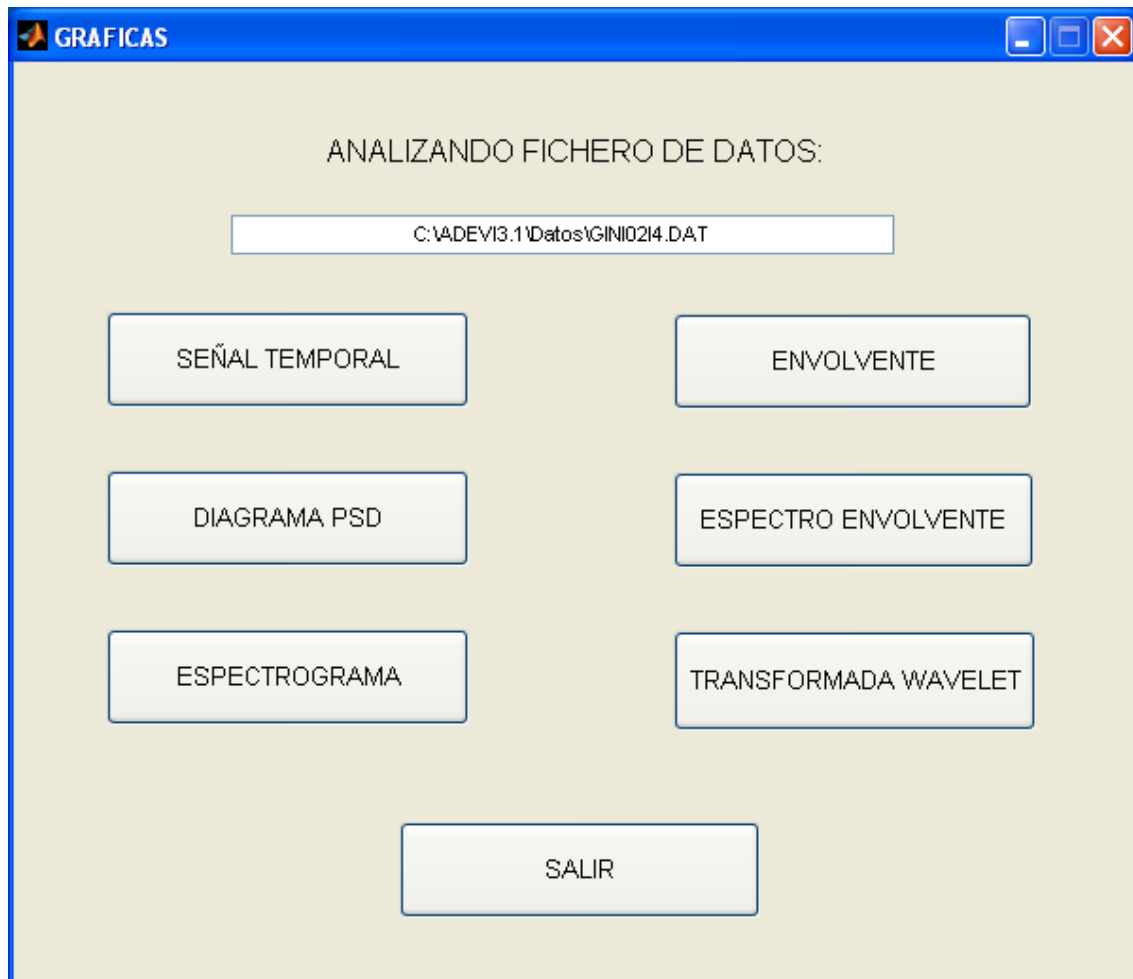 GRAFICAS
ANALIZANDO FICHERO DE DATOS:
C:\ADEVI3.1\Datos\GINI02I4.DAT
SEÑAL TEMPORAL
ENVOLVENTE
DIAGRAMA PSD
ESPECTRO ENVOLVENTE
ESPECTROGRAMA
TRANSFORMADA WAVELET
SALIR